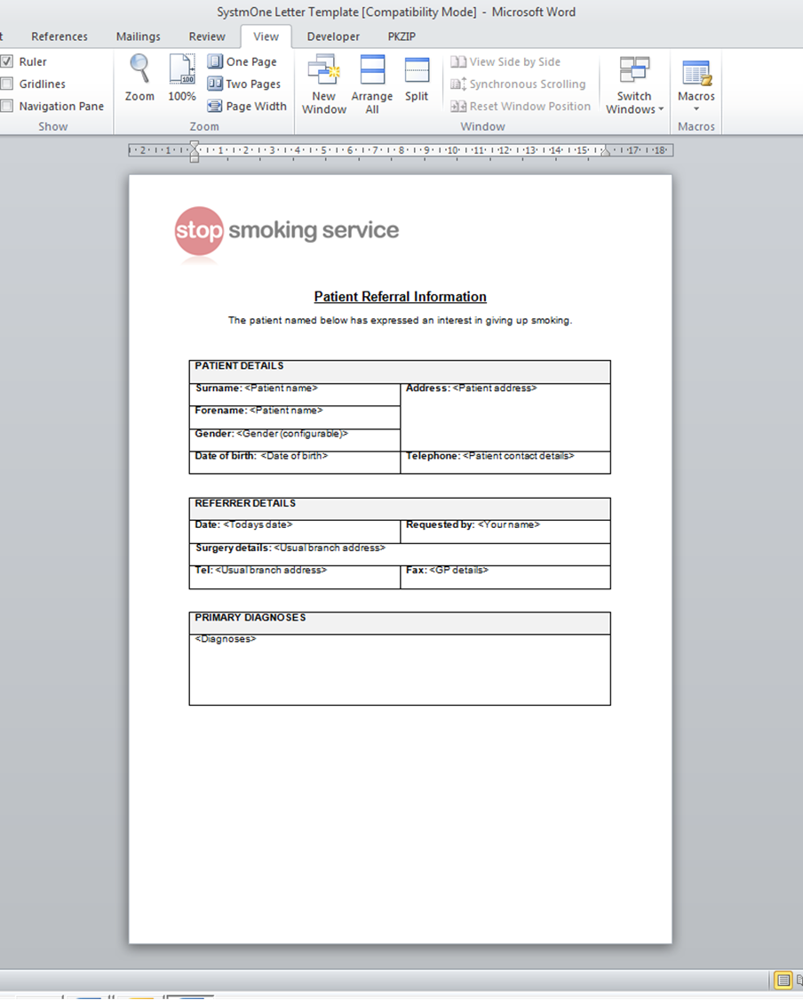 SystmOne Letter Template [Compatibility Mode] - Microsoft Word
t References Mailings Review View Developer PKZIP
Ruler
Gridlines
Navigation Pane
Show
Zoom
100%
One Page
Two Pages
Page Width
Zoom
New Window
Arrange All
Split
View Side by Side
Synchronous Scrolling
Reset Window Position
Window
Switch Windows
Macros
Macros
2 1 1 2 3 4 5 6 7 8 9 10 11 12 13 14 15 17 18
stop smoking service
Patient Referral Information
The patient named below has expressed an interest in giving up smoking.
PATIENT DETAILS
Surname: <Patient name>
Address: <Patient address>
Forename: <Patient name>
Gender: <Gender (configurable)>
Date of birth: <Date of birth>
Telephone: <Patient contact details>
REFERRER DETAILS
Date: <Todays date>
Requested by: <Your name>
Surgery details: <Usual branch address>
Tel: <Usual branch address>
Fax: <GP details>
PRIMARY DIAGNOSES
<Diagnoses>